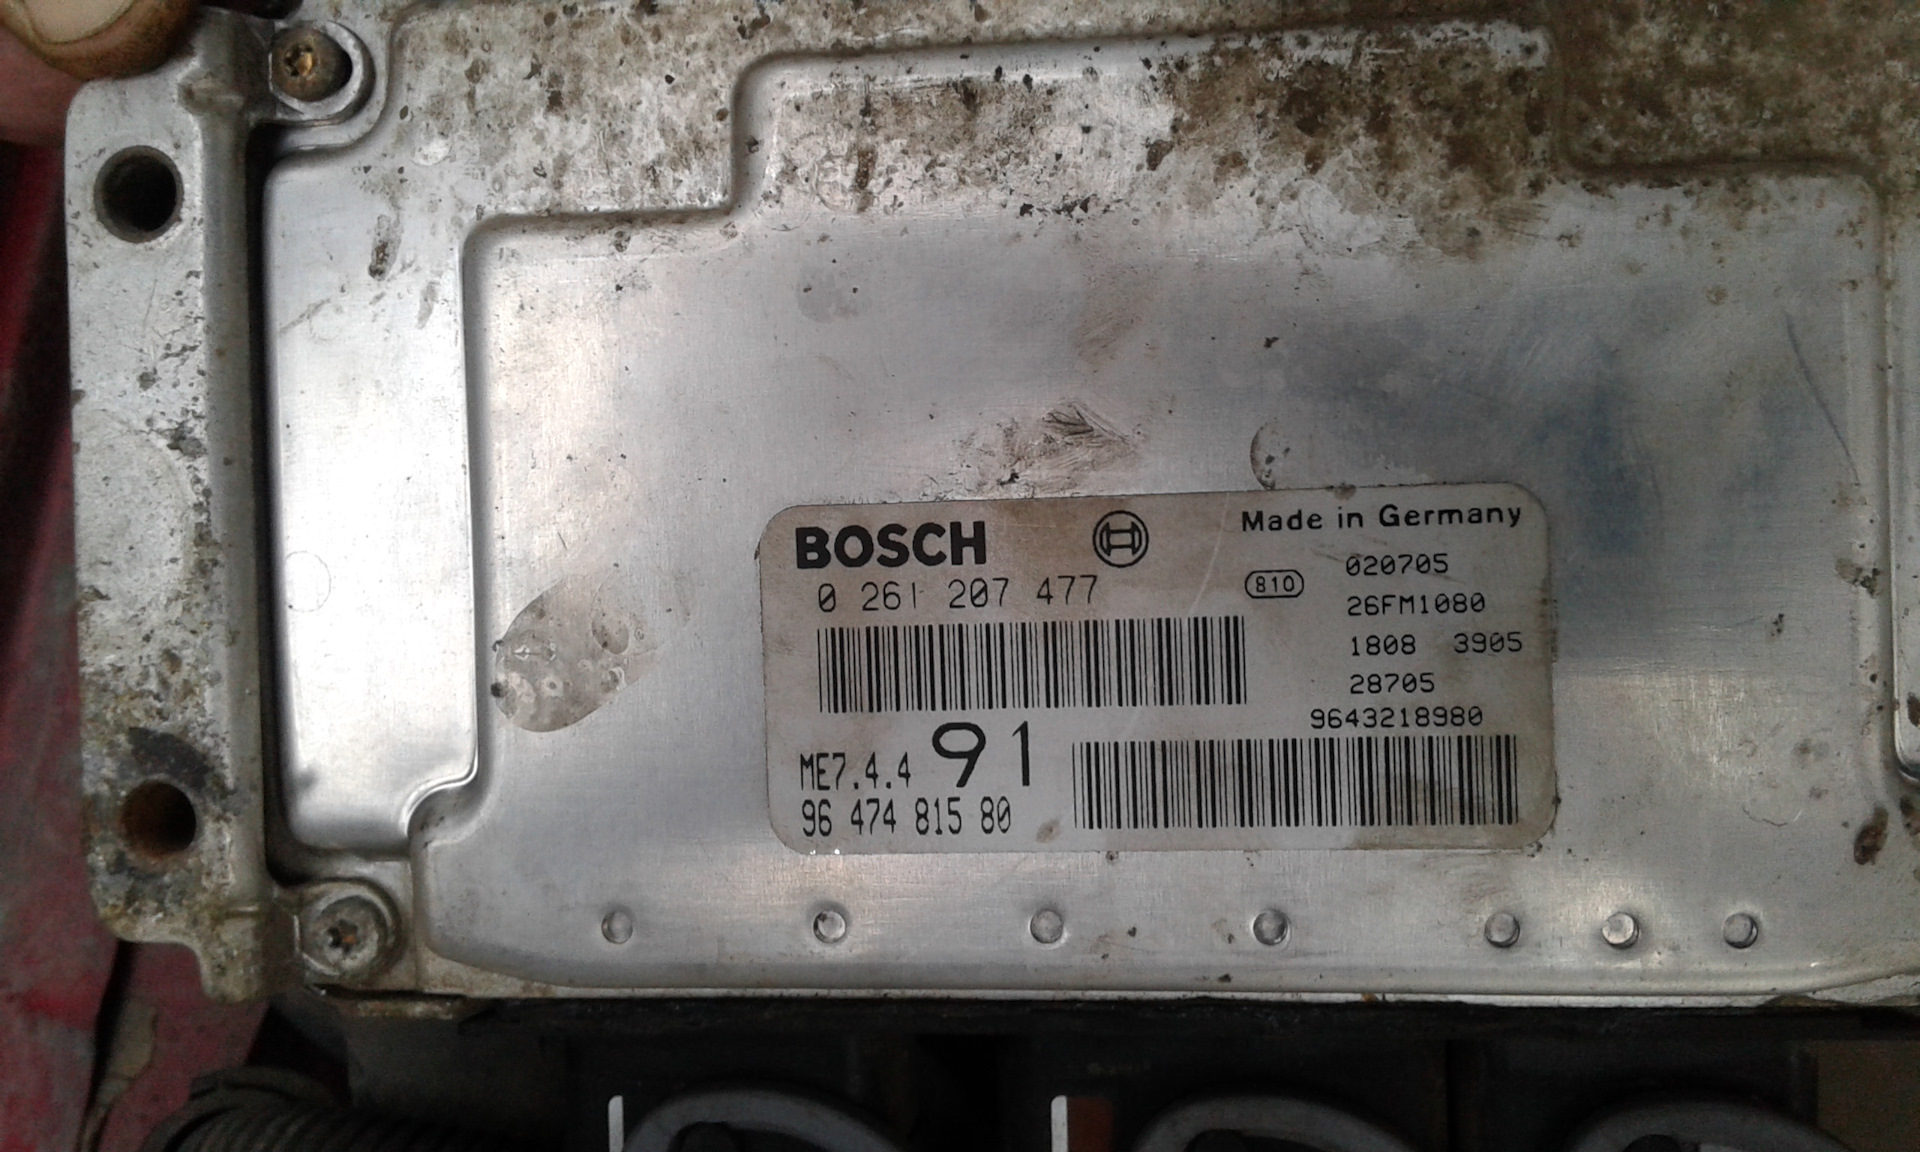 BOSCH
Made in Germany
0 261 207 477
810
020705
26FM1080
1808 3905
28705
9643218980
ME7.4.4 91
96 474 815 80